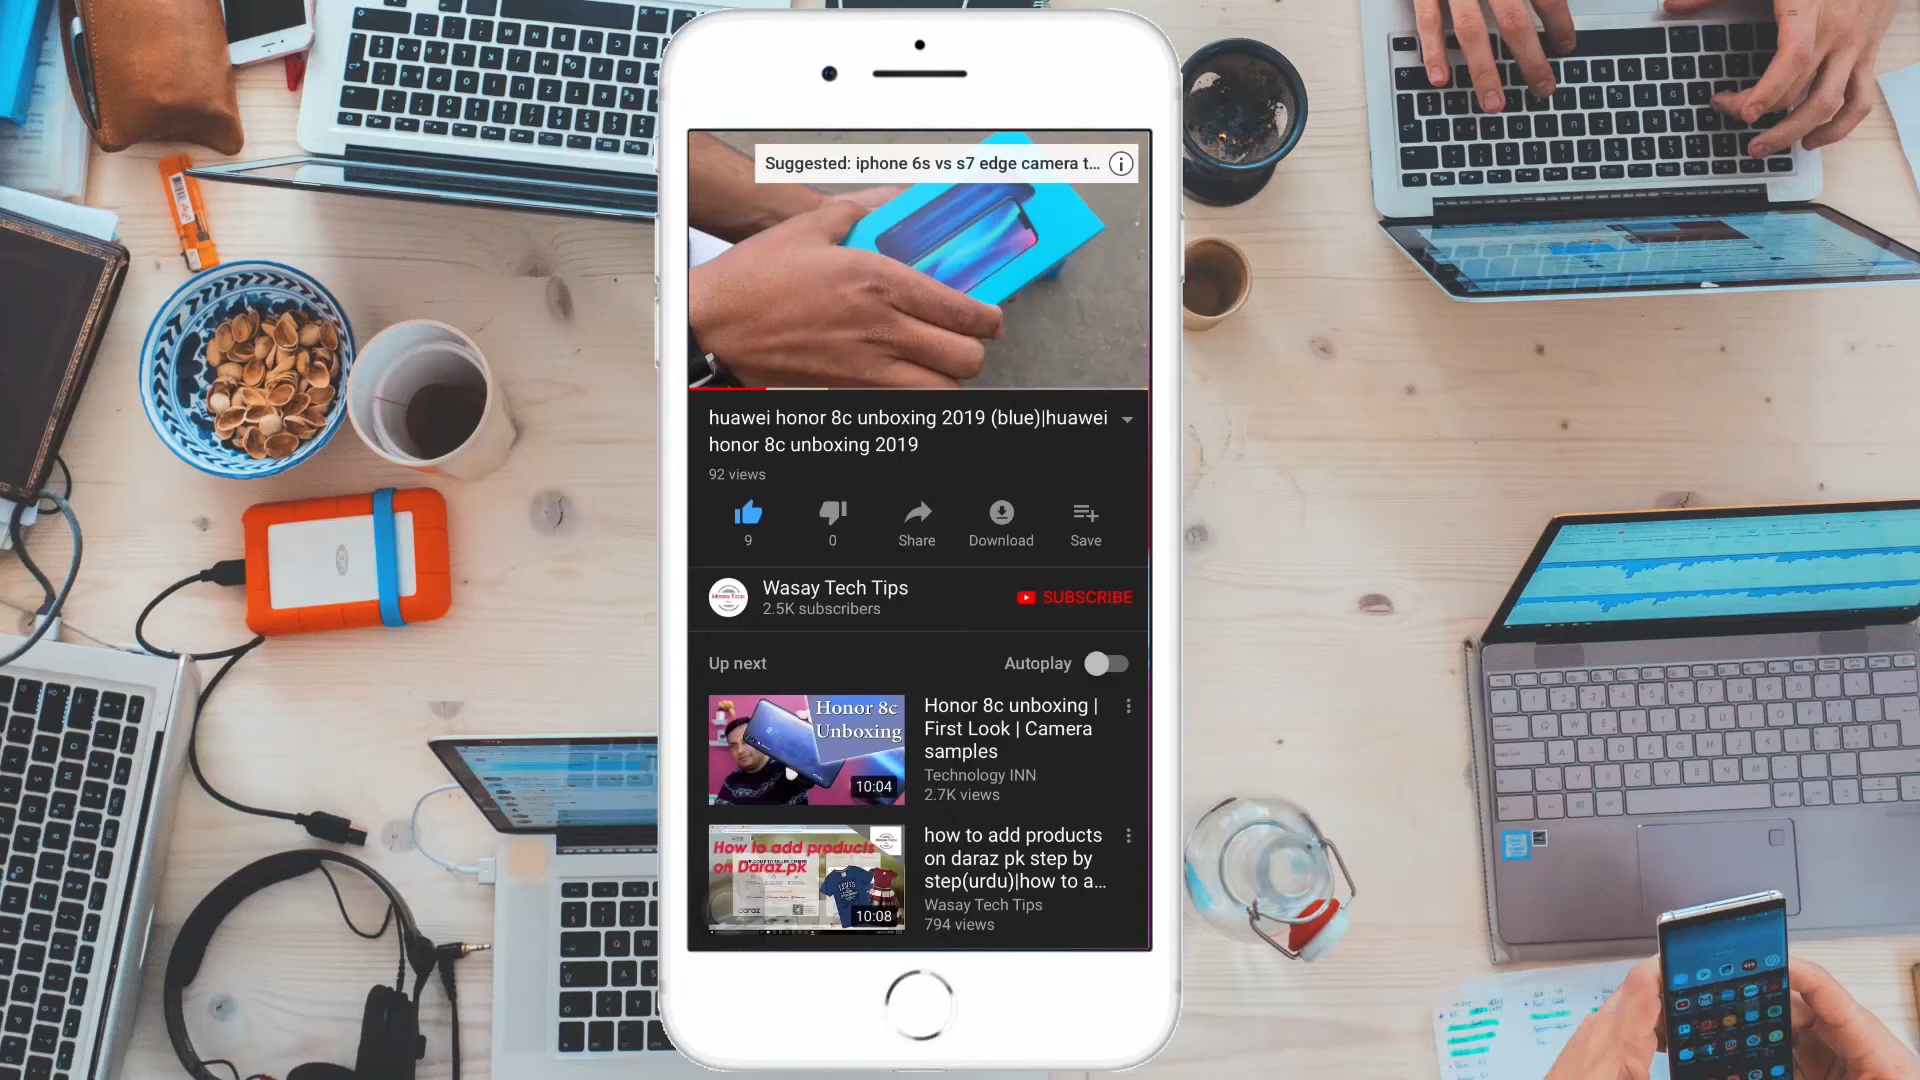 Suggested: iphone 6s vs s7 edge camera t...
huawei honor 8c unboxing 2019 (blue)|huawei
honor 8c unboxing 2019
92 views
9
0
Share
Download
Save
Wasay Tech Tips
2.5K subscribers
SUBSCRIBE
Up next
Autoplay
Honor 8c
Unboxing
10:04
Honor 8c unboxing |
First Look | Camera
samples
Technology INN
2.7K views
How to add products
on Daraz.pk
daraz
10:08
how to add products
on daraz pk step by
step(urdu)|how to a...
Wasay Tech Tips
794 views